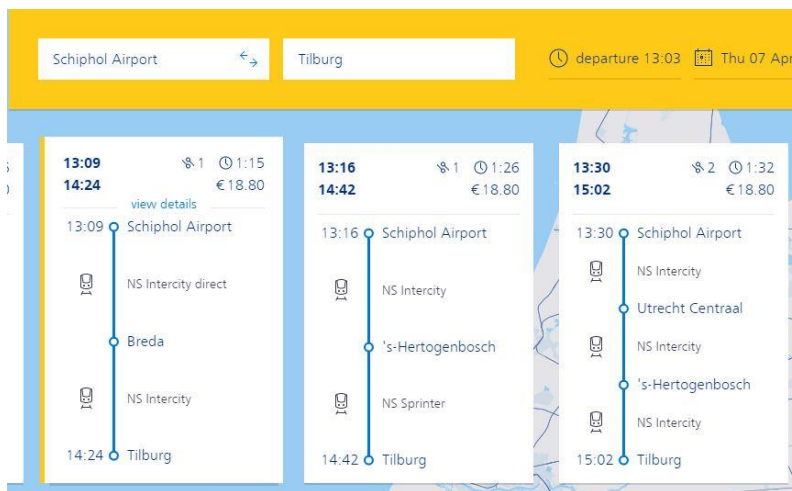 Schiphol Airport
Tilburg
departure 13:03
Thu 07 Apr
13:09 1 1:15
14:24 € 18.80
view details
13:09 Schiphol Airport
NS Intercity direct
Breda
NS Intercity
14:24 Tilburg
13:16 1 1:26
14:42 € 18.80
13:16 Schiphol Airport
NS Intercity
's-Hertogenbosch
NS Sprinter
14:42 Tilburg
13:30 2 1:32
15:02 € 18.80
13:30 Schiphol Airport
NS Intercity
Utrecht Centraal
NS Intercity
's-Hertogenbosch
NS Intercity
15:02 Tilburg